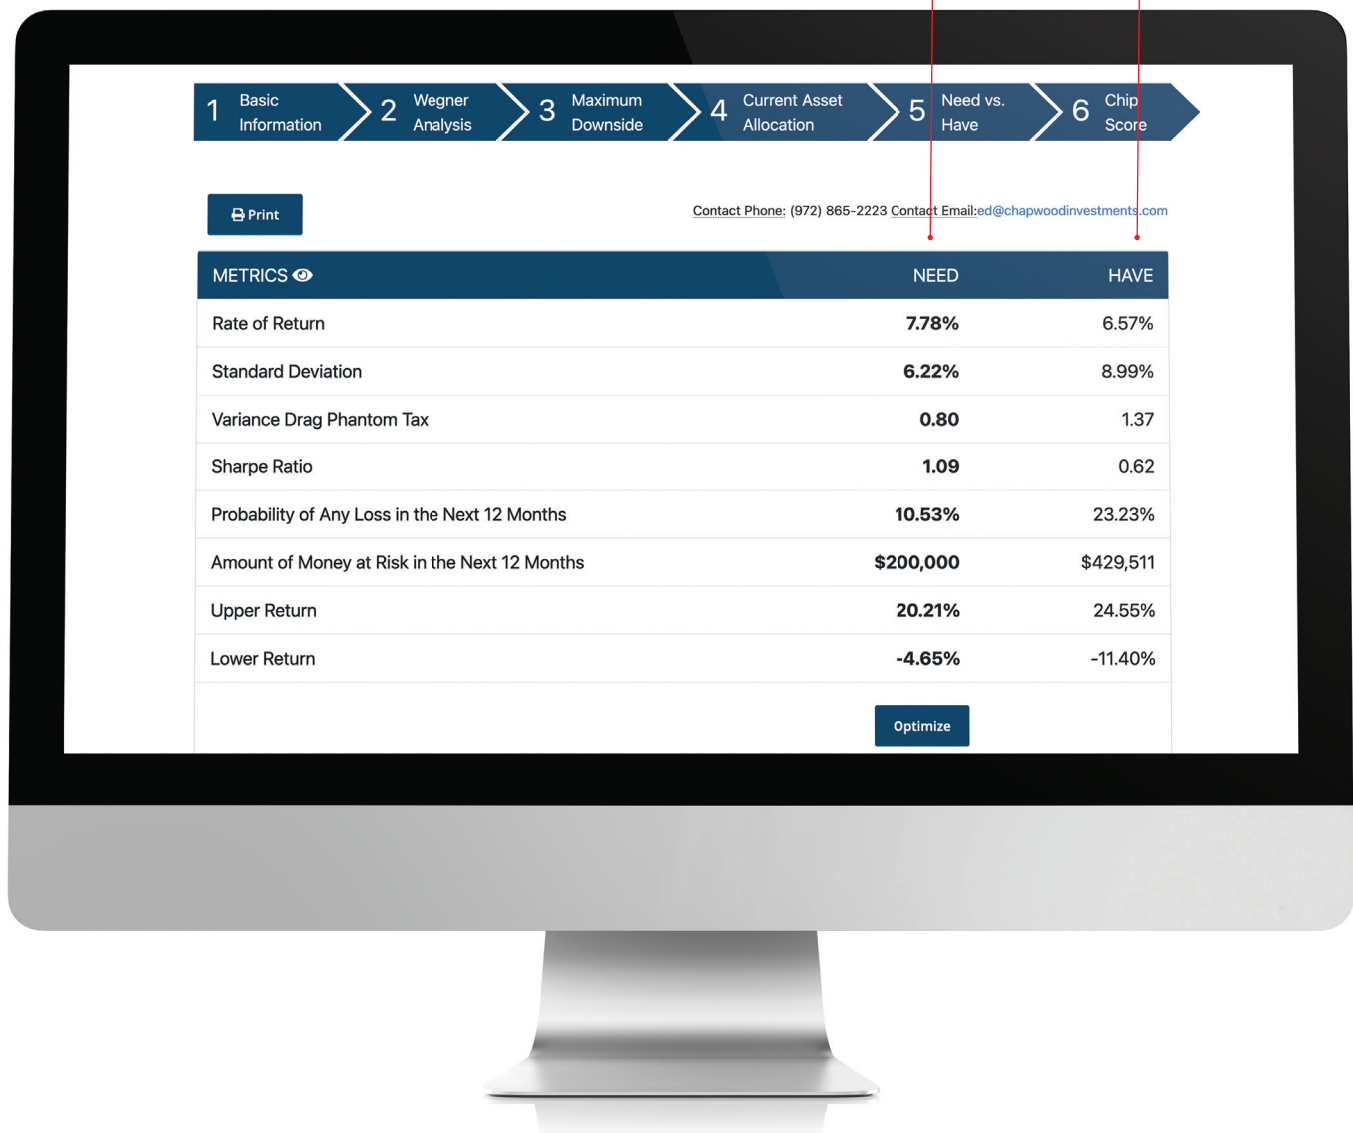 1 Basic Information
2 Wegner Analysis
3 Maximum Downside
4 Current Asset Allocation
5 Need vs. Have
6 Chip Score
Print
Contact Phone: (972) 865-2223 Contact Email:ed@chapwoodinvestments.com
METRICS NEED HAVE
Rate of Return 7.78% 6.57%
Standard Deviation 6.22% 8.99%
Variance Drag Phantom Tax 0.80 1.37
Sharpe Ratio 1.09 0.62
Probability of Any Loss in the Next 12 Months 10.53% 23.23%
Amount of Money at Risk in the Next 12 Months $200,000 $429,511
Upper Return 20.21% 24.55%
Lower Return -4.65% -11.40%
Optimize